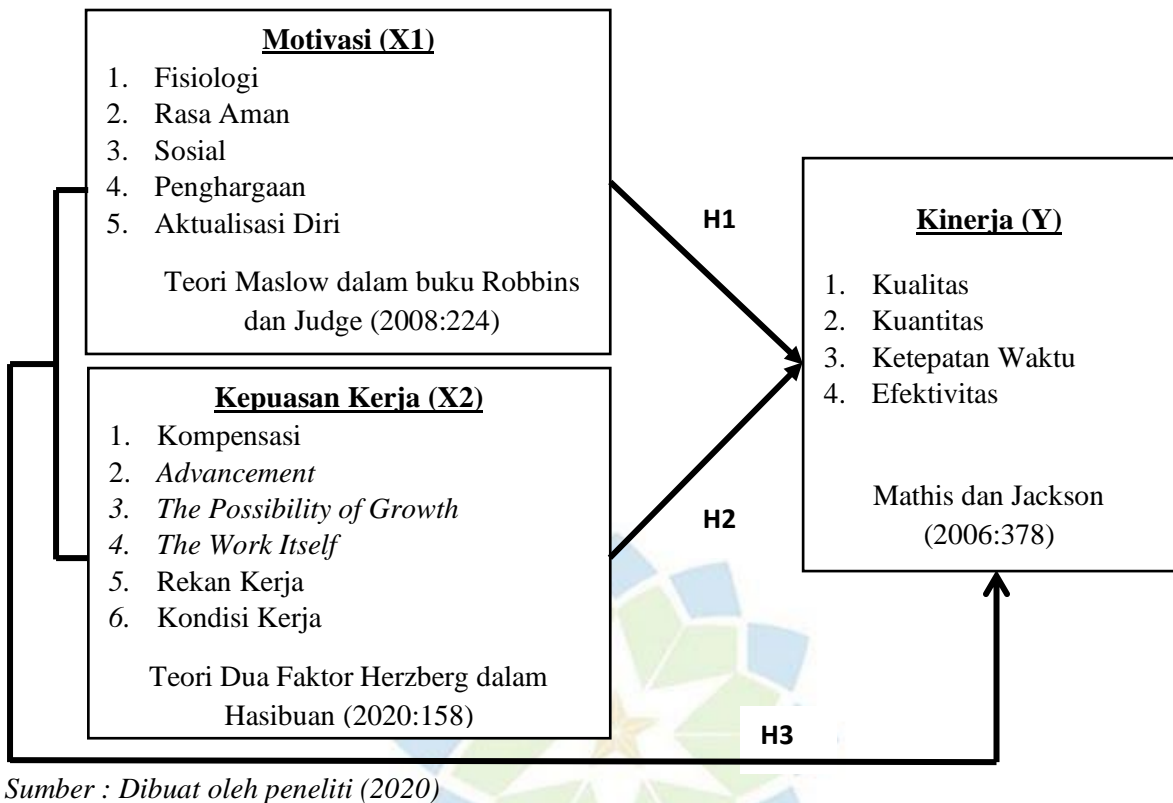 Motivasi (X1)
1. Fisiologi
2. Rasa Aman
3. Sosial
4. Penghargaan
5. Aktualisasi Diri
Teori Maslow dalam buku Robbins
dan Judge (2008:224)
Kepuasan Kerja (X2)
1. Kompensasi
2. Advancement
3. The Possibility of Growth
4. The Work Itself
5. Rekan Kerja
6. Kondisi Kerja
Teori Dua Faktor Herzberg dalam
Hasibuan (2020:158)
H1
H2
H3
Kinerja (Y)
1. Kualitas
2. Kuantitas
3. Ketepatan Waktu
4. Efektivitas
Mathis dan Jackson
(2006:378)
Sumber : Dibuat oleh peneliti (2020)